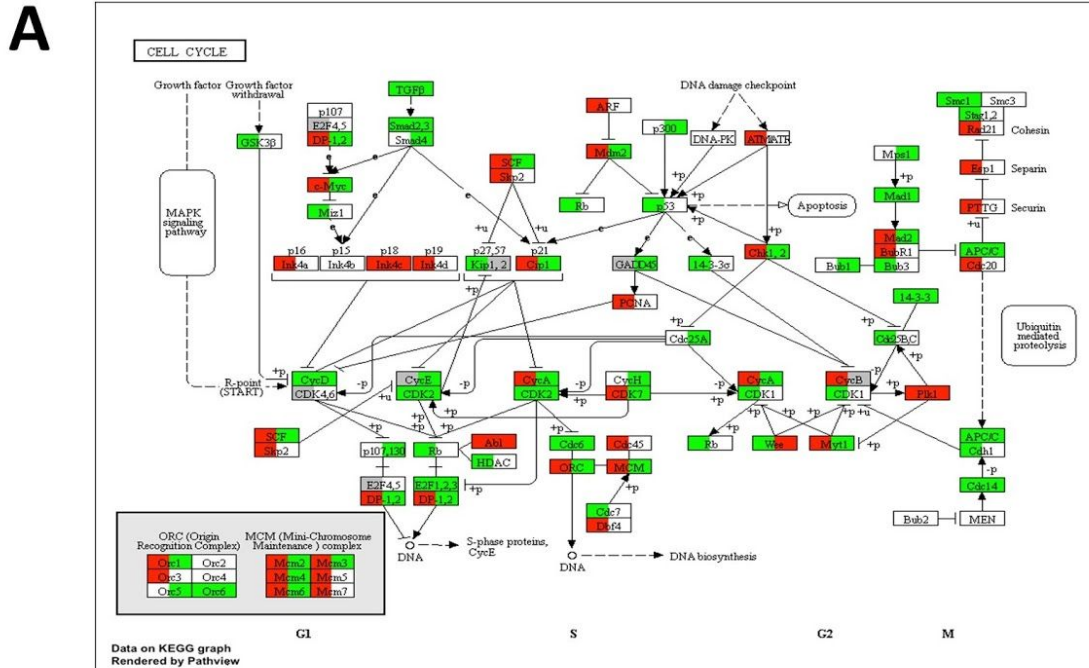 A
CELL CYCLE
Growth factor
Growth factor
withdrawal
TGFβ
DNA damage checkpoint
p107
E2F4,5
DP-1,2
GSK3β
Smad2,3
Smad4
ARF
p300
DNA-PK
ATM/ATR
Smc1
Smc3
Stag1,2
Rad21
Cohesin
Mps1
Mdm2
SCF
Skp2
c-Myc
e
e
e
+p
+p
Esp1
Separin
Mad1
MAPK
signaling
pathway
Miz1
Rb
p53
Apoptosis
PTTG
Securin
e
+u
+u
e
e
+p
+u
Mad2
BubR1
Bub3
Bub1
APC/C
Cdc20
p16
p15
p18
p19
p27,57
p21
Ink4a
Ink4b
Ink4c
Ink4d
Kip1, 2
Cip1
GADD45
14-3-3σ
Chk1, 2
+p
PCNA
14-3-3
+p
+p
Cdc25A
Cdc25B,C
Ubiquitin
mediated
proteolysis
R-point
(START)
+p
CycD
CDK4,6
-p
CycE
CDK2
-p
CycA
CDK2
-p
CycH
CDK7
+p
CycA
CDK1
CycB
CDK1
-p
+p
+p
Plk1
+u
+p
+p
+p
+p
+p
+p
+u
+p
SCF
Skp2
p107,130
Rb
Abl
HDAC
Cdc6
Cdc45
ORC
MCM
Rb
Wee
Myt1
APC/C
Cdh1
+p
-p
E2F4,5
DP-1,2
E2F1,2,3
DP-1,2
+p
+p
Cdc7
Dbf4
Cdc14
Bub2
MEN
DNA
S-phase proteins,
CycE
DNA
DNA biosynthesis
ORC (Origin
Recognition Complex)
MCM (Mini-Chromosome
Maintenance ) complex
Orc1
Orc2
Mcm2
Mcm3
Orc3
Orc4
Mcm4
Mcm5
Orc5
Orc6
Mcm6
Mcm7
G1
S
G2
M
Data on KEGG graph
Rendered by Pathview